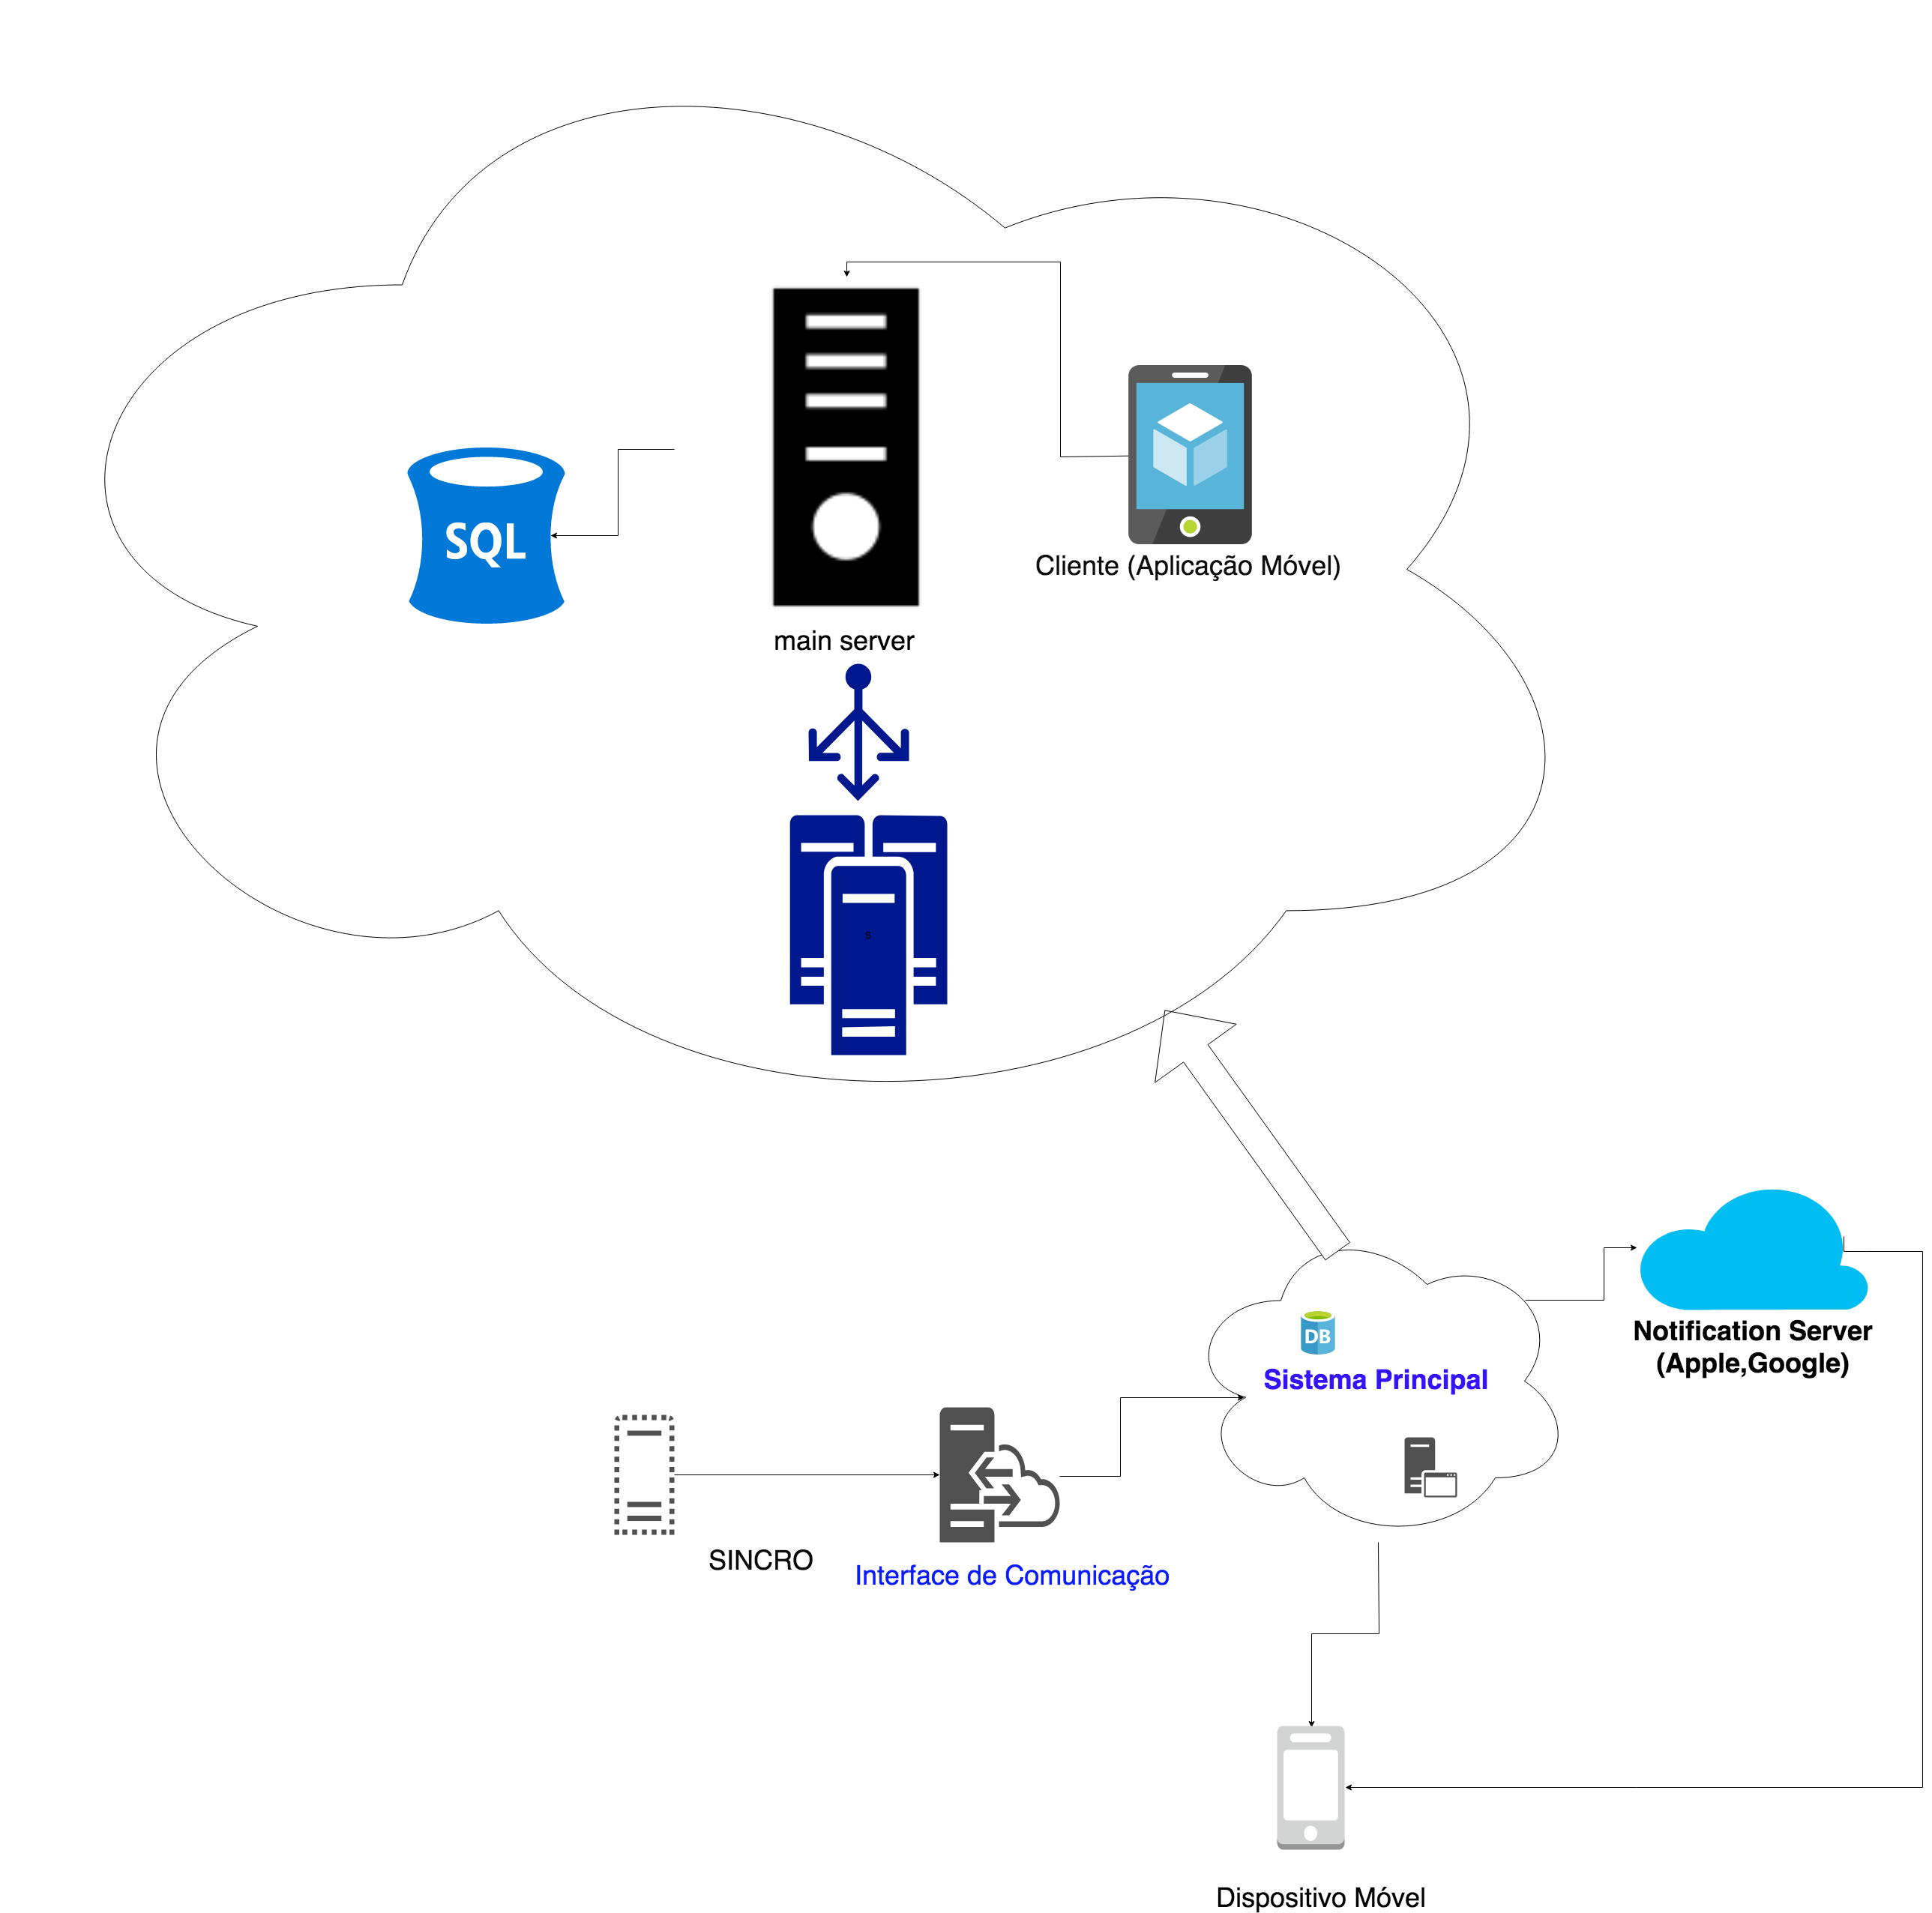 SQL
Cliente (Aplicação Móvel)
main server
s
Notification Server
(Apple,Google)
DB
Sistema Principal
SINCRO
Interface de Comunicação
Dispositivo Móvel